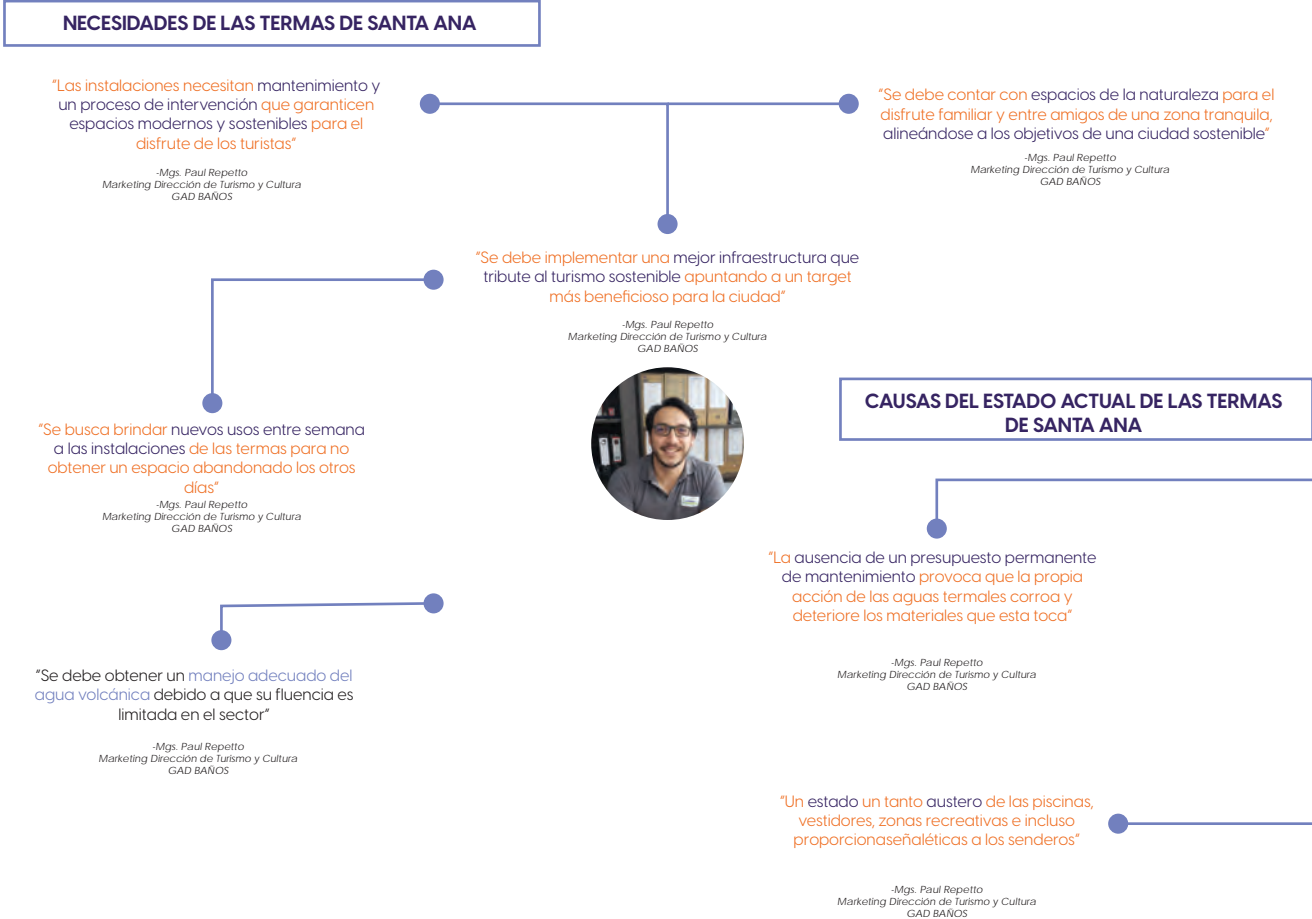 NECESIDADES DE LAS TERMAS DE SANTA ANA
“Las instalaciones necesitan mantenimiento y
un proceso de intervención que garanticen
espacios modernos y sostenibles para el
disfrute de los turistas”
-Mgs. Paul Repetto
Marketing Dirección de Turismo y Cultura
GAD BAÑOS
“Se debe contar con espacios de la naturaleza para el
disfrute familiar y entre amigos de una zona tranquila,
alineándose a los objetivos de una ciudad sostenible”
-Mgs. Paul Repetto
Marketing Dirección de Turismo y Cultura
GAD BAÑOS
“Se debe implementar una mejor infraestructura que
tribute al turismo sostenible apuntando a un target
más beneficioso para la ciudad”
-Mgs. Paul Repetto
Marketing Dirección de Turismo y Cultura
GAD BAÑOS
“Se busca brindar nuevos usos entre semana
a las instalaciones de las termas para no
obtener un espacio abandonado los otros
días”
-Mgs. Paul Repetto
Marketing Dirección de Turismo y Cultura
GAD BAÑOS
“Se debe obtener un manejo adecuado del
agua volcánica debido a que su fluencia es
limitada en el sector”
-Mgs. Paul Repetto
Marketing Dirección de Turismo y Cultura
GAD BAÑOS
CAUSAS DEL ESTADO ACTUAL DE LAS TERMAS
DE SANTA ANA
“La ausencia de un presupuesto permanente
de mantenimiento provoca que la propia
acción de las aguas termales corroa y
deteriore los materiales que esta toca”
-Mgs. Paul Repetto
Marketing Dirección de Turismo y Cultura
GAD BAÑOS
“Un estado un tanto austero de las piscinas,
vestidores, zonas recreativas e incluso
proporcionaseñaléticas a los senderos”
-Mgs. Paul Repetto
Marketing Dirección de Turismo y Cultura
GAD BAÑOS